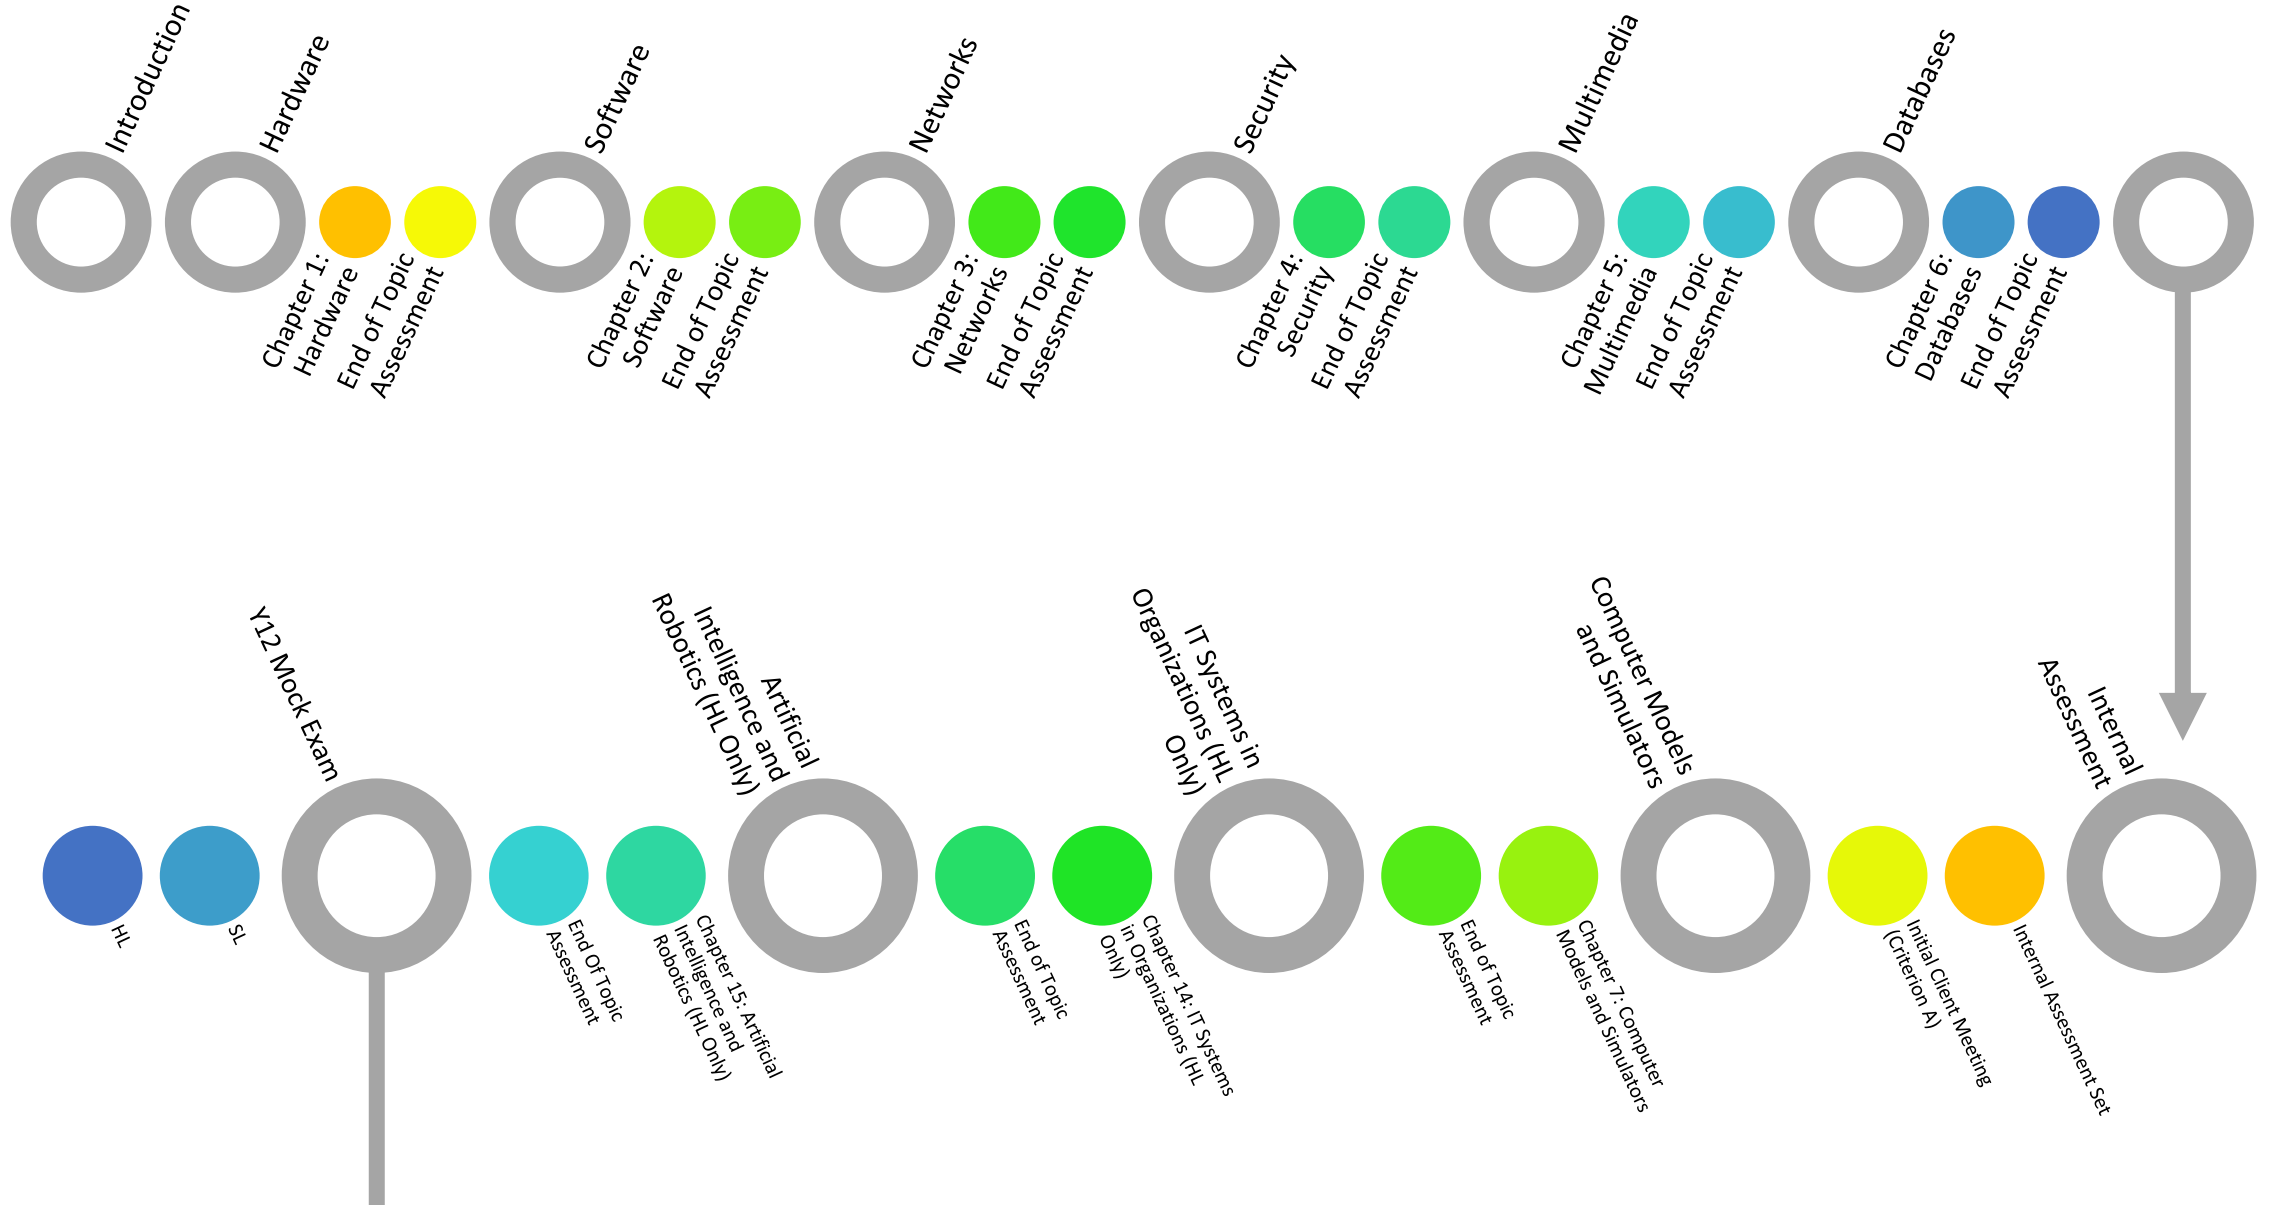 Introduction
Hardware
Chapter 1:
Hardware
End of Topic
Assessment
Software
Chapter 2:
Software
End of Topic
Assessment
Networks
Chapter 3:
Networks
End of Topic
Assessment
Security
Chapter 4:
Security
End of Topic
Assessment
Multimedia
Chapter 5:
Multimedia
End of Topic
Assessment
Databases
Chapter 6:
Databases
End of Topic
Assessment
Internal
Assessment
Internal Assessment Set
Initial Client Meeting
(Criterion A)
Computer Models
and Simulators
Chapter 7: Computer
Models and Simulators
End of Topic
Assessment
IT Systems in
Organizations (HL
Only)
Chapter 14: IT Systems
in Organizations (HL
Only)
End of Topic
Assessment
Artificial
Intelligence and
Robotics (HL Only)
Chapter 15: Artificial
Intelligence and
Robotics (HL Only)
End Of Topic
Assessment
Y12 Mock Exam
SL
HL